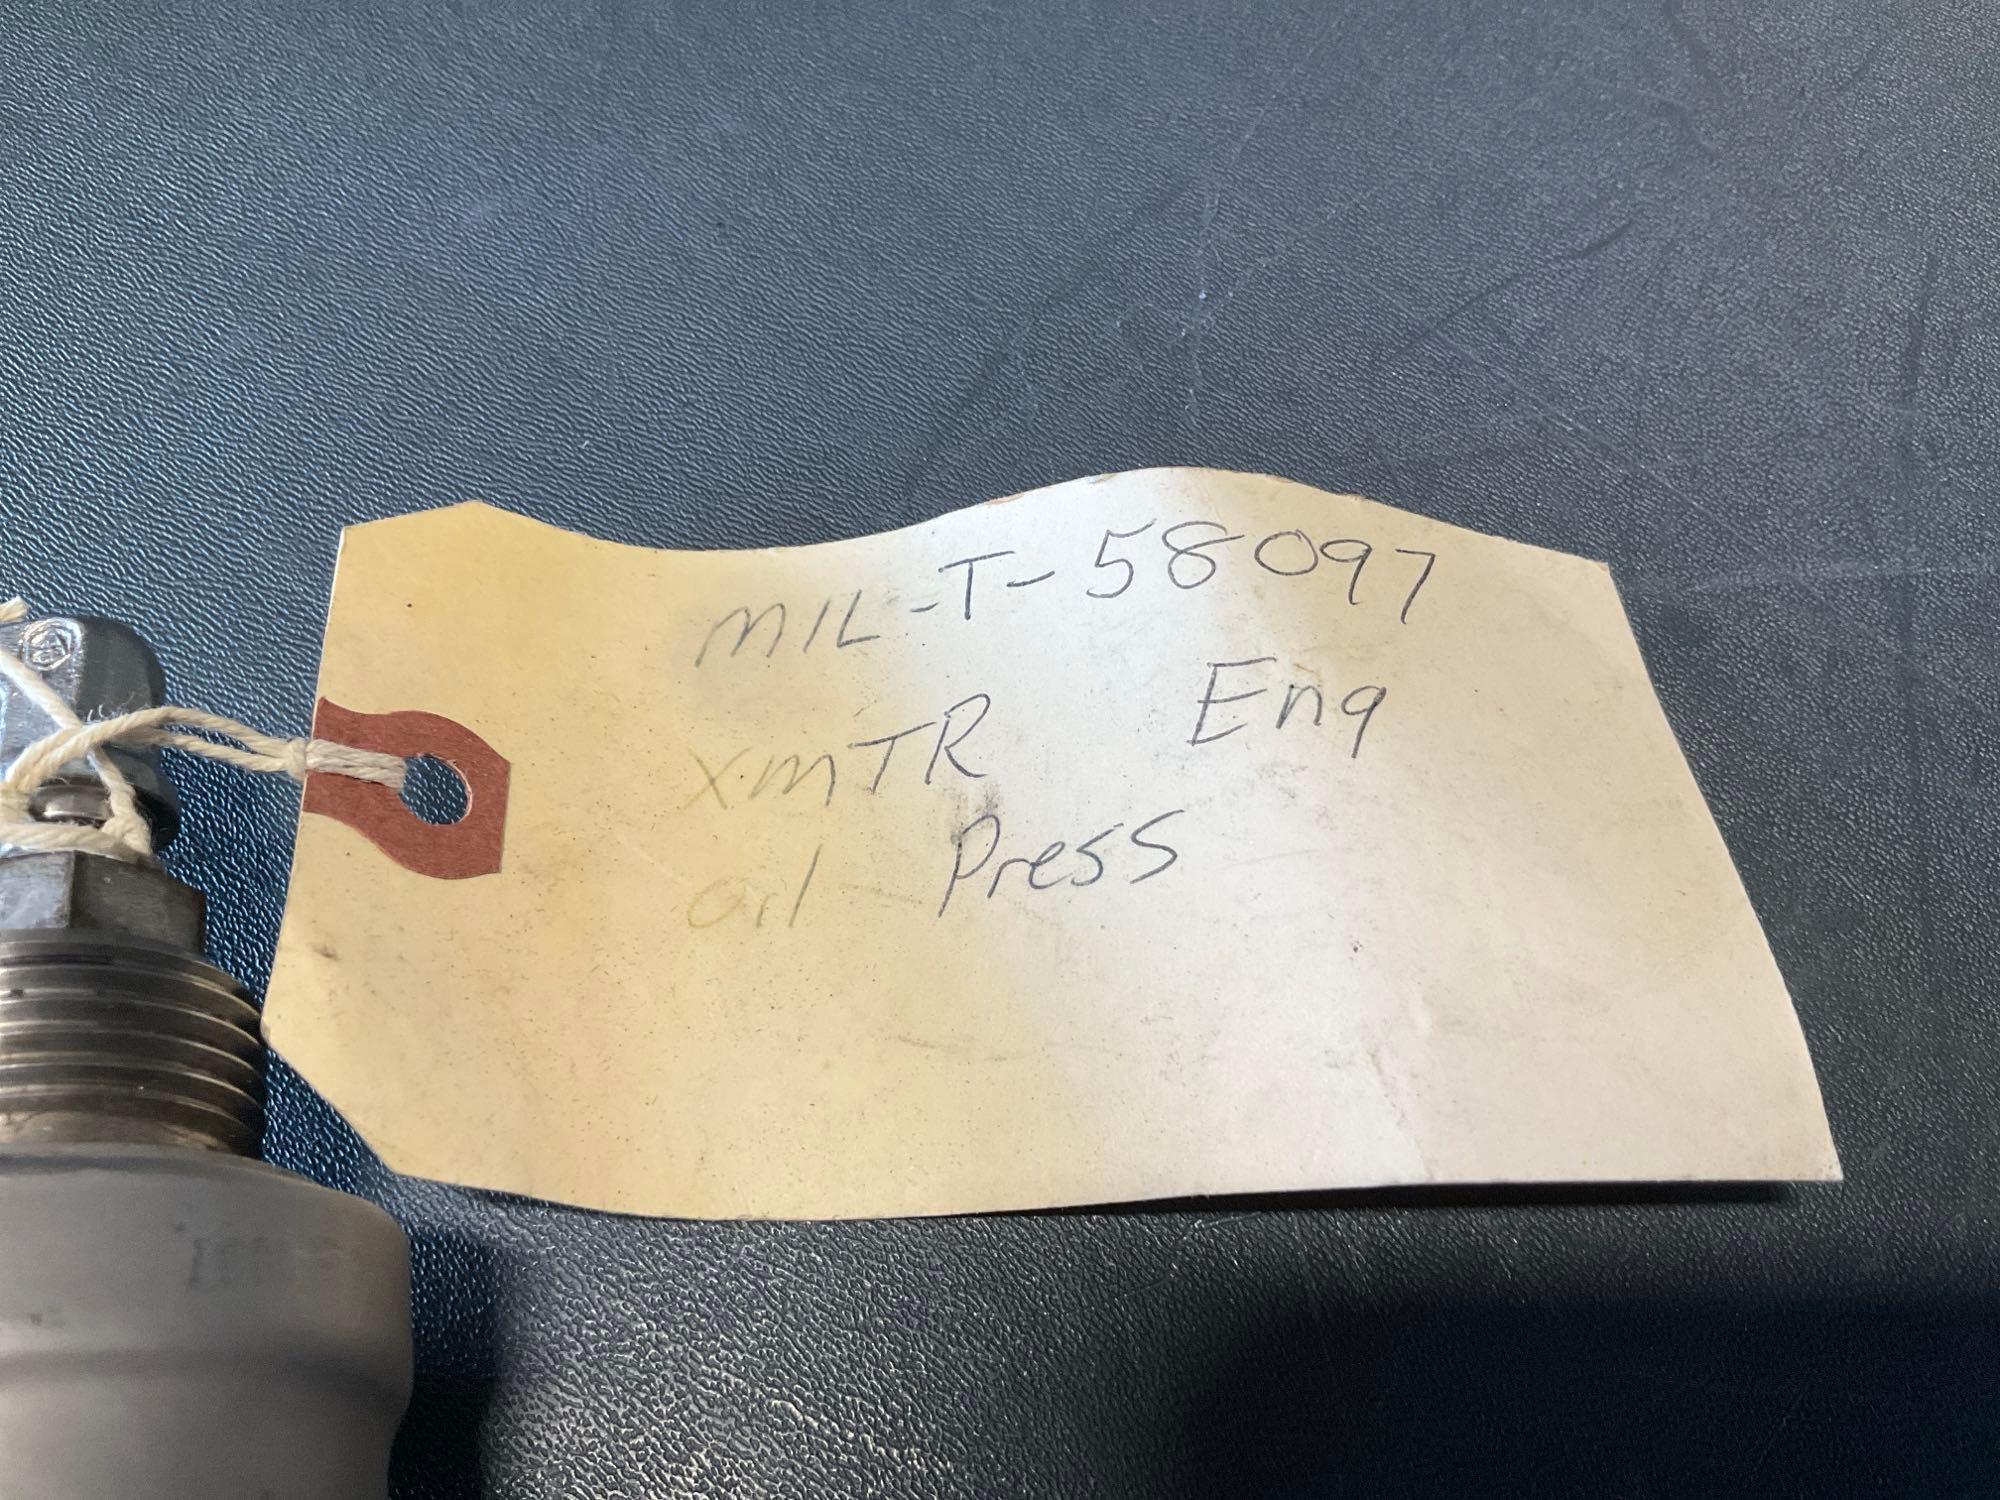 MIL-T-58097
XMTR Eng
Oil Press